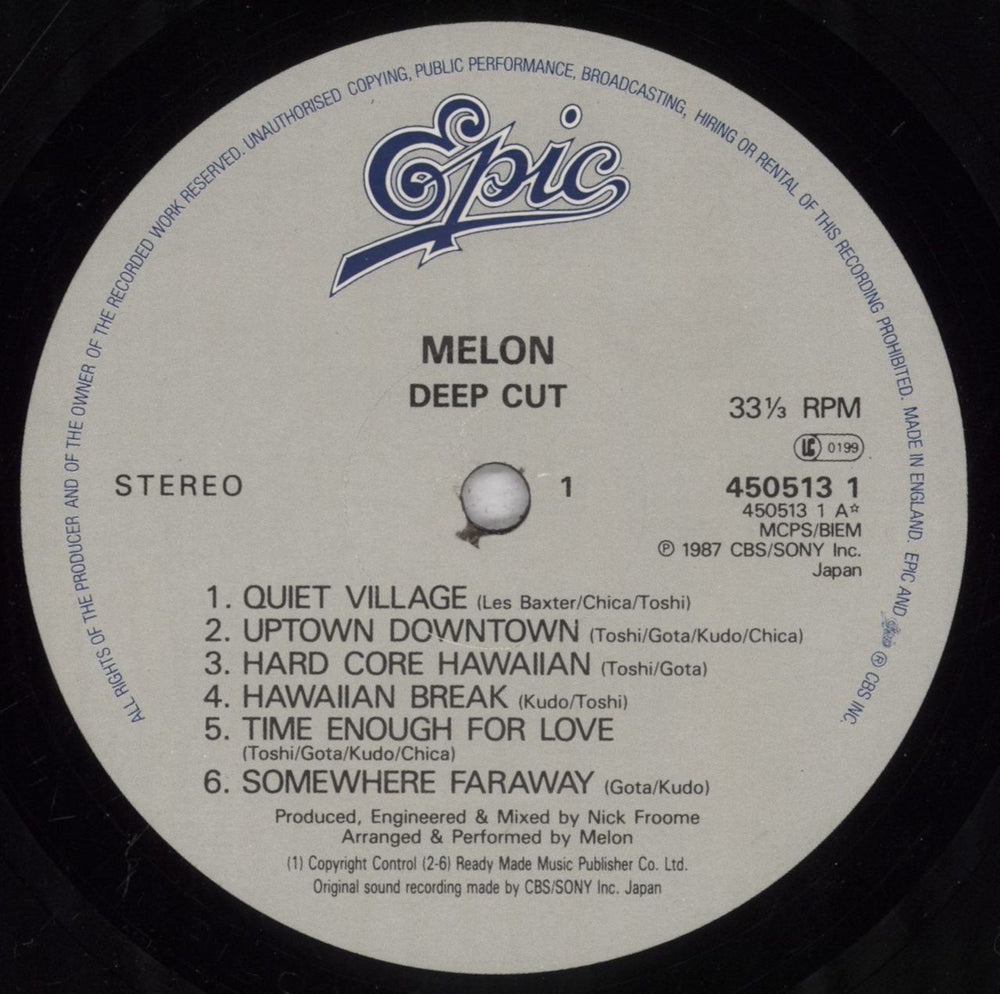 ALL RIGHTS OF THE PRODUCER AND OF THE OWNER OF THE RECORDED WORK RESERVED. UNAUTHORISED COPYING, PUBLIC PERFORMANCE, BROADCASTING, HIRING OR RENTAL OF THIS RECORDING PROHIBITED. MADE IN ENGLAND. EPIC AND Epic ® CBS INC.
Epic
MELON
DEEP CUT
33⅓ RPM
LC 0199
STEREO
1
450513 1
450513 1 A☆
MCPS/BIEM
℗ 1987 CBS/SONY Inc.
Japan
1. QUIET VILLAGE (Les Baxter/Chica/Toshi)
2. UPTOWN DOWNTOWN (Toshi/Gota/Kudo/Chica)
3. HARD CORE HAWAIIAN (Toshi/Gota)
4. HAWAIIAN BREAK (Kudo/Toshi)
5. TIME ENOUGH FOR LOVE
(Toshi/Gota/Kudo/Chica)
6. SOMEWHERE FARAWAY (Gota/Kudo)
Produced, Engineered & Mixed by Nick Froome
Arranged & Performed by Melon
(1) Copyright Control (2-6) Ready Made Music Publisher Co. Ltd.
Original sound recording made by CBS/SONY Inc. Japan